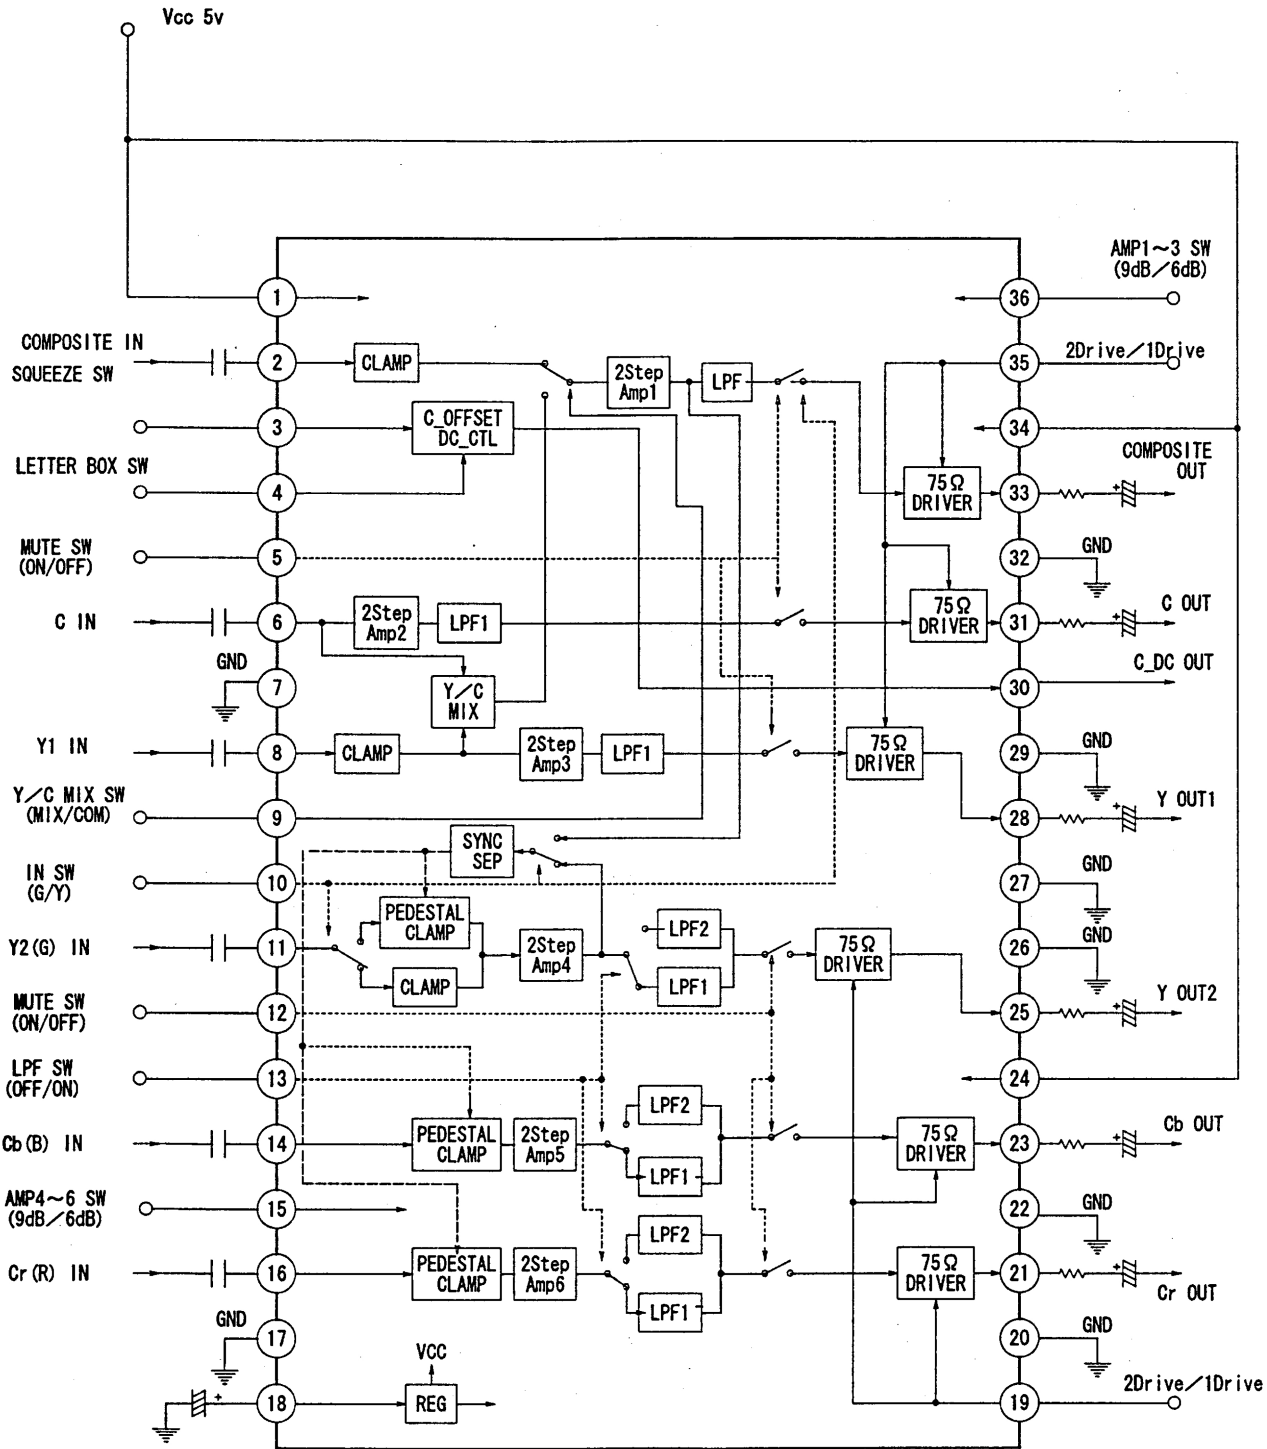 Vcc 5v
AMP1~3 SW
(9dB/6dB)
1
36
COMPOSITE IN
SQUEEZE SW
2
CLAMP
2Step
Amp1
LPF
35
2Drive/1Drive
3
C_OFFSET
DC_CTL
34
LETTER BOX SW
4
75Ω
DRIVER
33
COMPOSITE
OUT
+
MUTE SW
(ON/OFF)
5
32
GND
C IN
6
2Step
Amp2
LPF1
75Ω
DRIVER
31
+
C OUT
GND
7
Y/C
MIX
30
C_DC OUT
Y1 IN
8
CLAMP
2Step
Amp3
LPF1
75Ω
DRIVER
29
GND
Y/C MIX SW
(MIX/COM)
9
28
+
Y OUT1
IN SW
(G/Y)
10
SYNC
SEP
27
GND
Y2(G) IN
11
PEDESTAL
CLAMP
CLAMP
2Step
Amp4
LPF2
LPF1
75Ω
DRIVER
26
GND
MUTE SW
(ON/OFF)
12
25
+
Y OUT2
LPF SW
(OFF/ON)
13
24
Cb(B) IN
14
PEDESTAL
CLAMP
2Step
Amp5
LPF2
LPF1
75Ω
DRIVER
23
+
Cb OUT
AMP4~6 SW
(9dB/6dB)
15
22
GND
Cr(R) IN
16
PEDESTAL
CLAMP
2Step
Amp6
LPF2
LPF1
75Ω
DRIVER
21
+
Cr OUT
GND
17
20
GND
+
18
VCC
REG
19
2Drive/1Drive